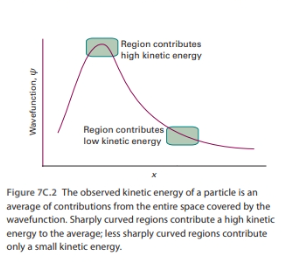 Region contributes
high kinetic energy
Wavefunction, ψ
Region contributes
low kinetic energy
x
Figure 7C.2 The observed kinetic energy of a particle is an
average of contributions from the entire space covered by the
wavefunction. Sharply curved regions contribute a high kinetic
energy to the average; less sharply curved regions contribute
only a small kinetic energy.